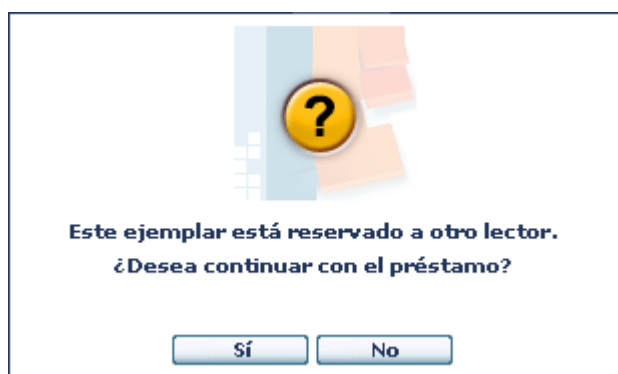 ?
Este ejemplar está reservado a otro lector.
¿Desea continuar con el préstamo?
Sí No